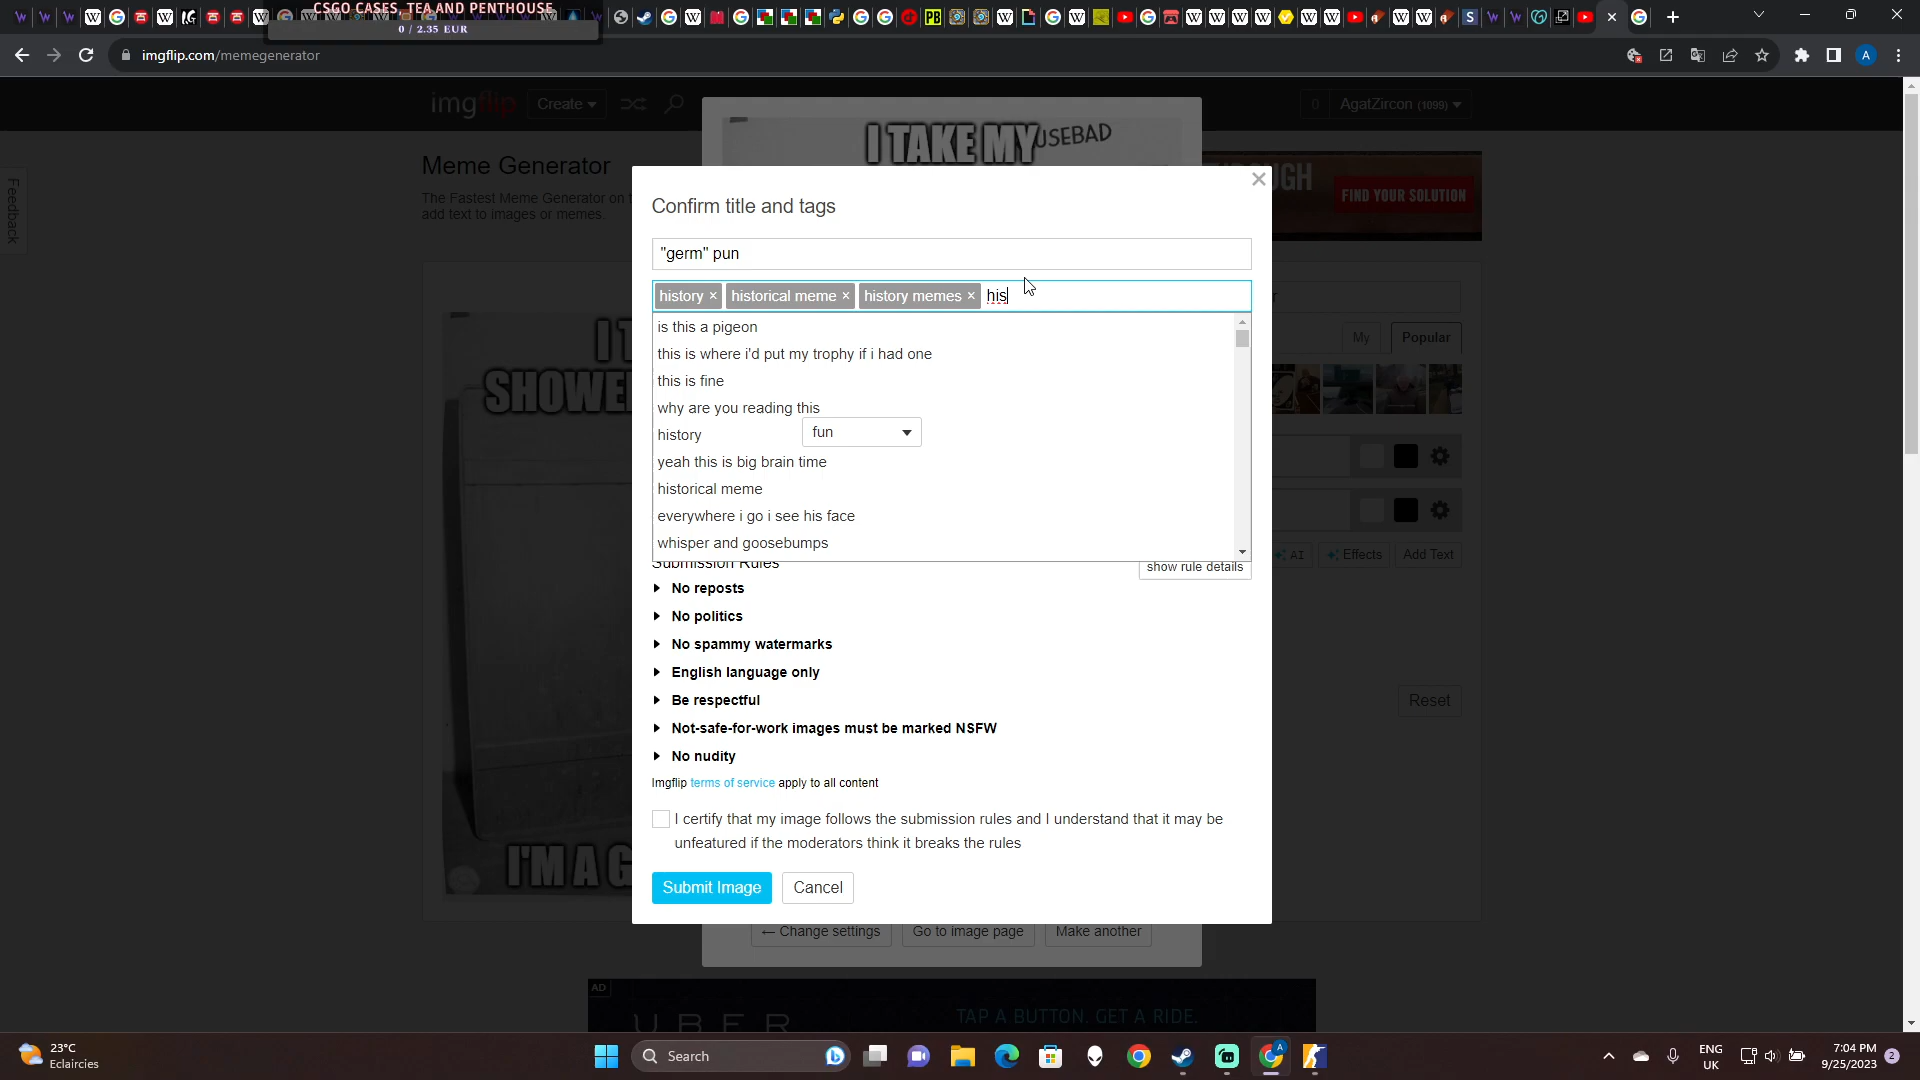 CSGO CASES, TEA AND PENTHOUSE
0 / 2.35 EUR
imgflip.com/memegenerator
A
imgflip
Create
0
AgatZircon (1099)
Feedback
Meme Generator
The Fastest Meme Generator on
add text to images or memes.
I TAKE MY
FIND YOUR SOLUTION
Confirm title and tags
"germ" pun
history ×
historical meme ×
history memes ×
his
is this a pigeon
this is where i'd put my trophy if i had one
this is fine
why are you reading this
history
fun
yeah this is big brain time
historical meme
everywhere i go i see his face
whisper and goosebumps
My
Popular
AI
Effects
Add Text
Submission Rules
show rule details
No reposts
No politics
No spammy watermarks
English language only
Be respectful
Not-safe-for-work images must be marked NSFW
No nudity
Reset
Imgflip terms of service apply to all content
I certify that my image follows the submission rules and I understand that it may be
unfeatured if the moderators think it breaks the rules
I'M A G
Submit Image
Cancel
← Change settings
Go to image page
Make another
AD
UBER
TAP A BUTTON. GET A RIDE.
23°C
Eclaircies
Search
ENG
UK
7:04 PM
9/25/2023
2